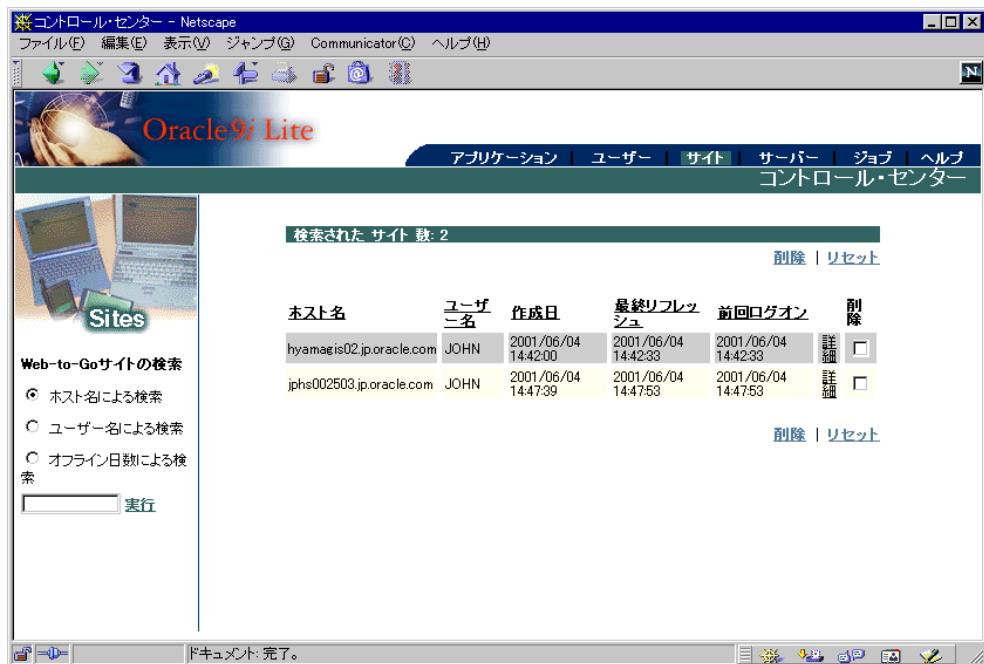 コントロール・センター - Netscape
ファイル(F) 編集(E) 表示(V) ジャンプ(G) Communicator(C) ヘルプ(H)
N
Oracle9i Lite
アプリケーション ユーザー サイト サーバー ジョブ ヘルプ
コントロール・センター
Sites
Web-to-Goサイトの検索
ホスト名による検索
ユーザー名による検索
オフライン日数による検
索
実行
検索された サイト 数: 2
削除 | リセット
ホスト名 ユーザー名 作成日 最終リフレッシュ 前回ログオン 削除
hyamagis02.jp.oracle.com JOHN 2001/06/04 14:42:00 2001/06/04 14:42:33 2001/06/04 14:42:33 詳細
jphs002503.jp.oracle.com JOHN 2001/06/04 14:47:39 2001/06/04 14:47:53 2001/06/04 14:47:53 詳細
削除 | リセット
ドキュメント: 完了。